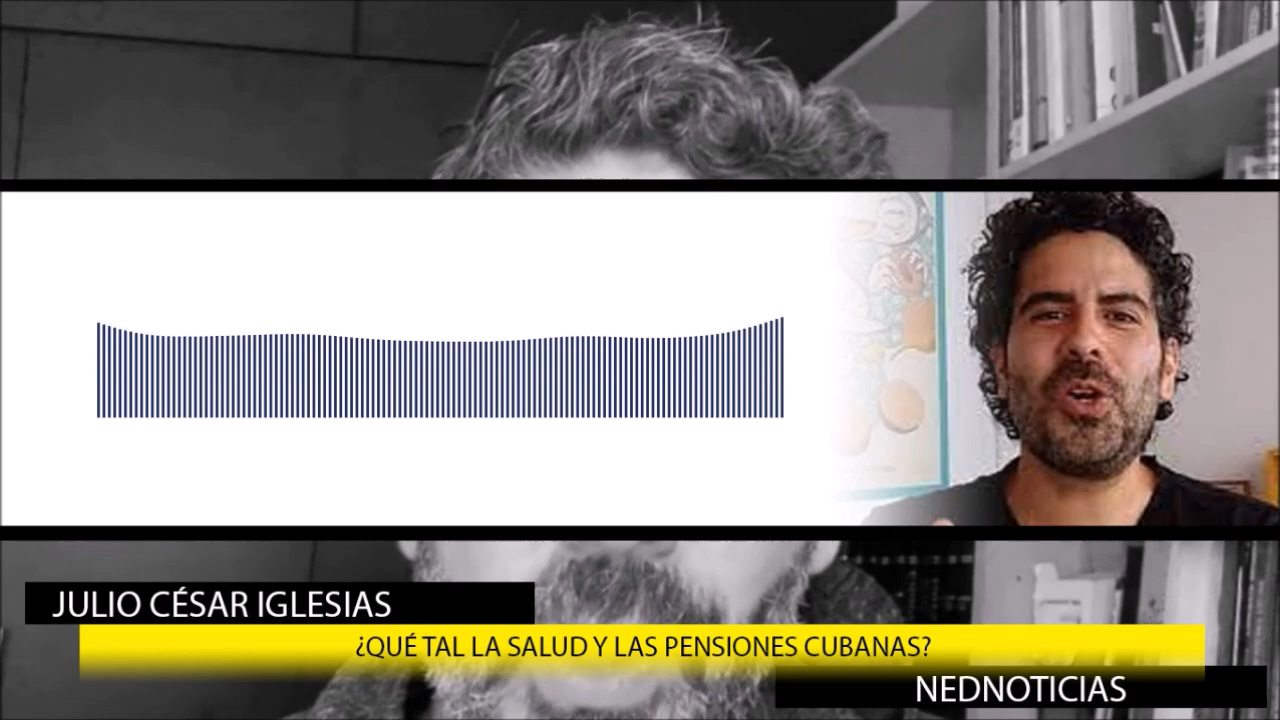 JULIO CÉSAR IGLESIAS
¿QUÉ TAL LA SALUD Y LAS PENSIONES CUBANAS?
NEDNOTICIAS